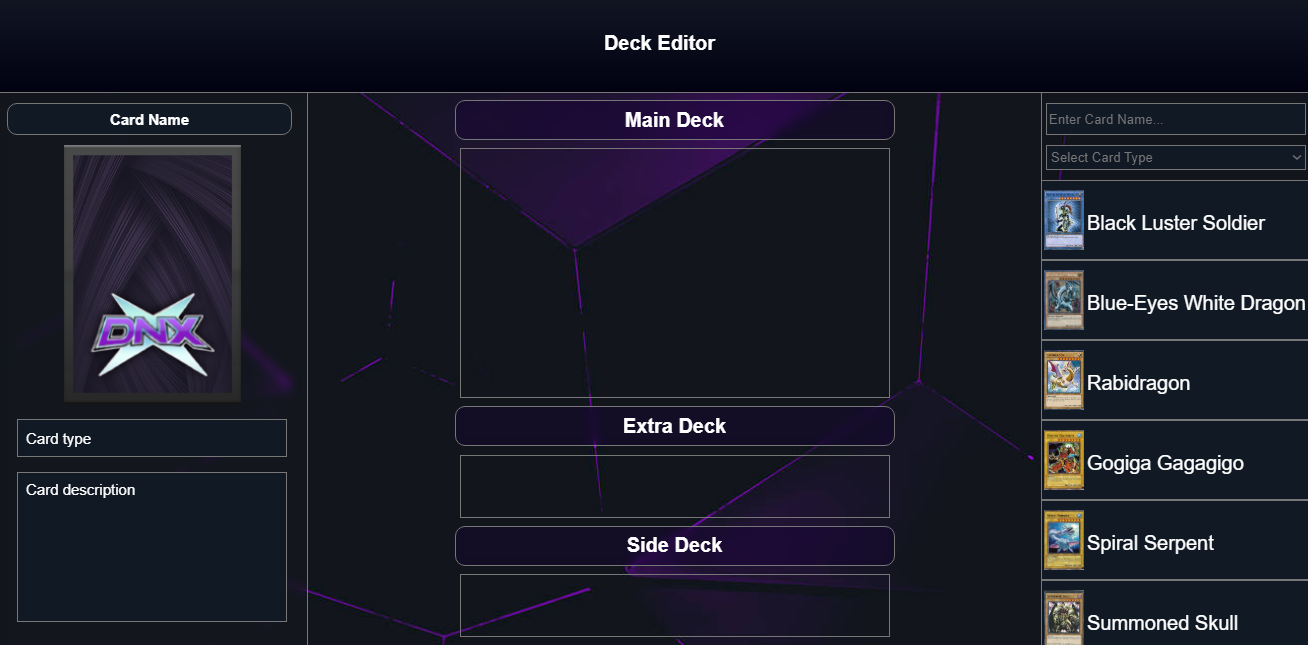 Deck Editor
Card Name
DNX
Card type
Card description
Main Deck
Extra Deck
Side Deck
Enter Card Name...
Select Card Type
Black Luster Soldier
Blue-Eyes White Dragon
Rabidragon
Gogiga Gagagigo
Spiral Serpent
Summoned Skull